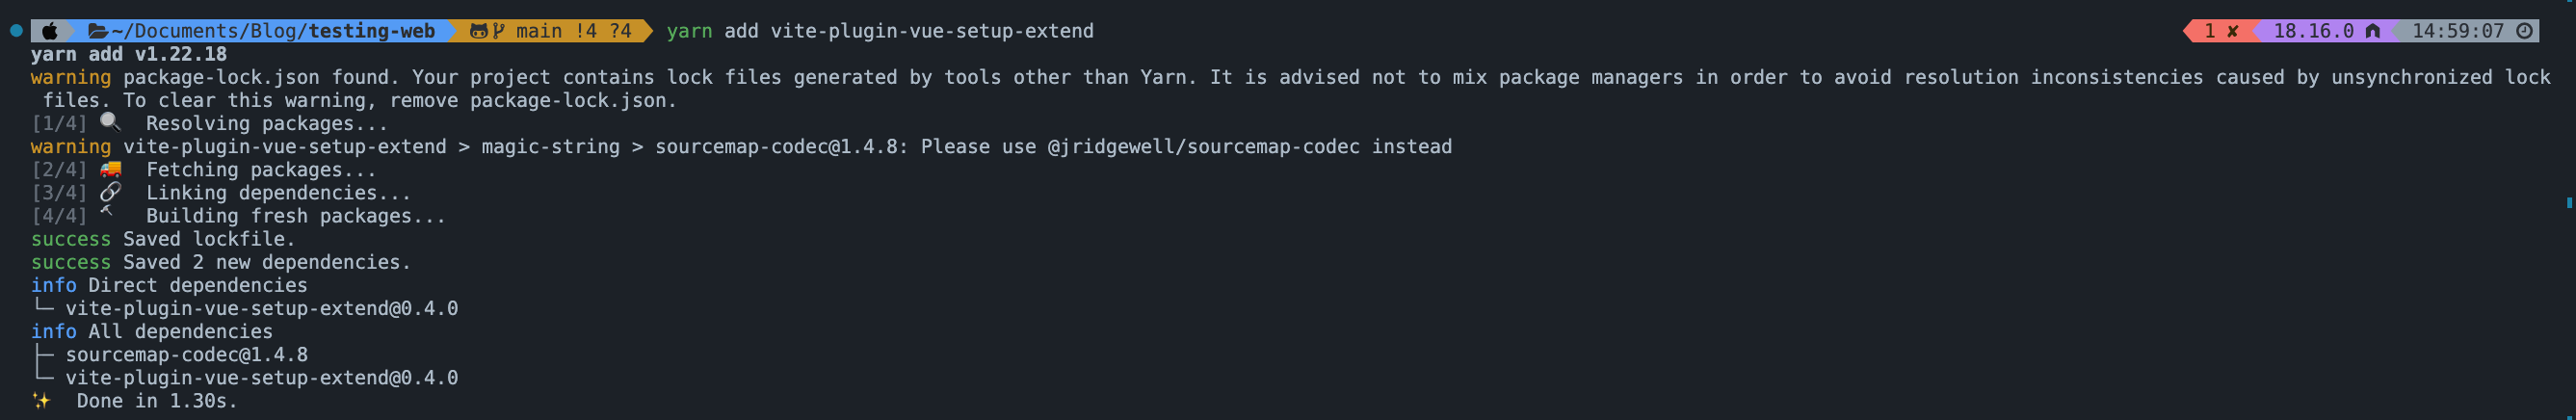 ~/Documents/Blog/testing-web main !4 ?4 yarn add vite-plugin-vue-setup-extend 1 ✘ 18.16.0 14:59:07
yarn add v1.22.18
warning package-lock.json found. Your project contains lock files generated by tools other than Yarn. It is advised not to mix package managers in order to avoid resolution inconsistencies caused by unsynchronized lock
files. To clear this warning, remove package-lock.json.
[1/4] 🔍 Resolving packages...
warning vite-plugin-vue-setup-extend > magic-string > sourcemap-codec@1.4.8: Please use @jridgewell/sourcemap-codec instead
[2/4] 🚚 Fetching packages...
[3/4] 🔗 Linking dependencies...
[4/4] 🔨 Building fresh packages...
success Saved lockfile.
success Saved 2 new dependencies.
info Direct dependencies
└─ vite-plugin-vue-setup-extend@0.4.0
info All dependencies
├─ sourcemap-codec@1.4.8
└─ vite-plugin-vue-setup-extend@0.4.0
✨ Done in 1.30s.